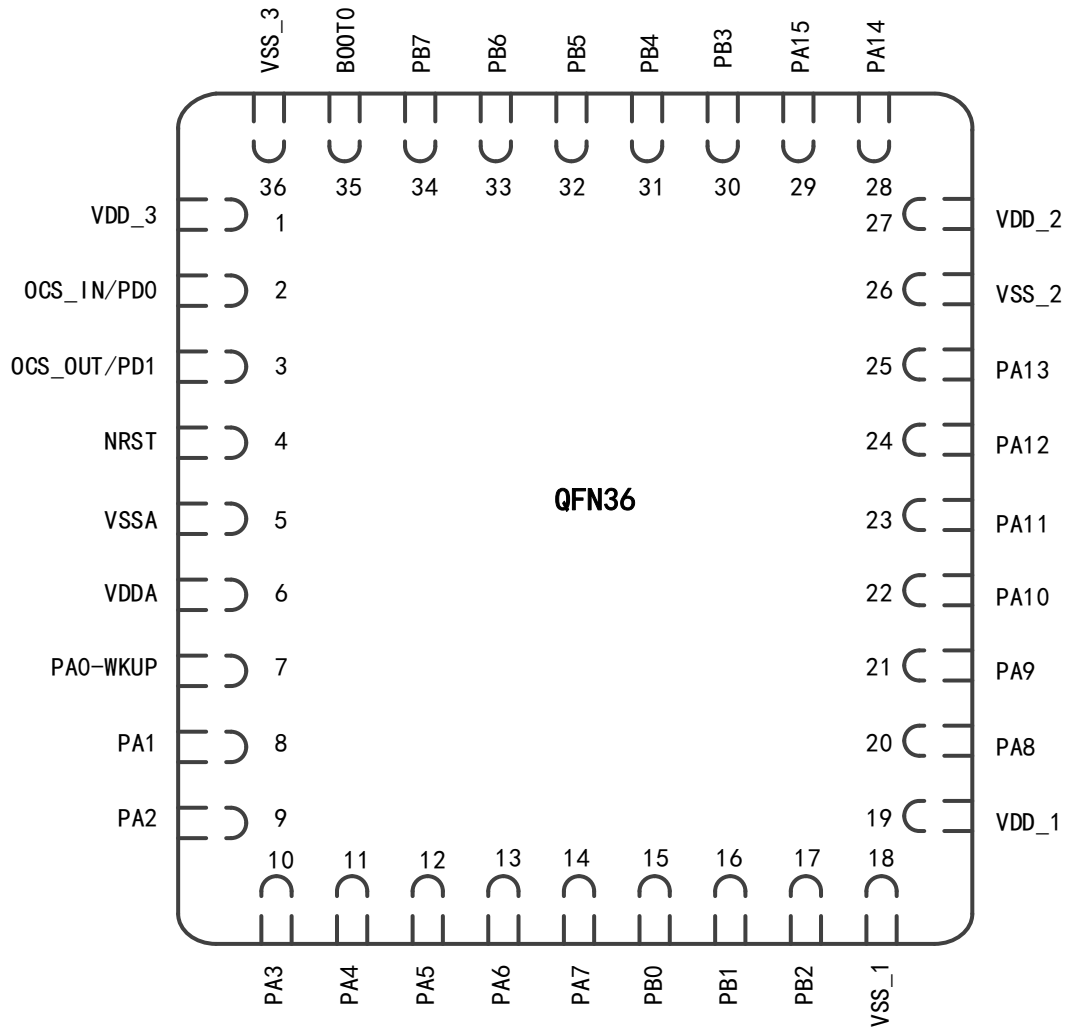 VSS_3
BOOT0
PB7
PB6
PB5
PB4
PB3
PA15
PA14
36
35
34
33
32
31
30
29
28
VDD_3
1
27
VDD_2
OCS_IN/PD0
2
26
VSS_2
OCS_OUT/PD1
3
25
PA13
NRST
4
24
PA12
VSSA
5
QFN36
23
PA11
VDDA
6
22
PA10
PA0-WKUP
7
21
PA9
PA1
8
20
PA8
PA2
9
19
VDD_1
10
11
12
13
14
15
16
17
18
PA3
PA4
PA5
PA6
PA7
PB0
PB1
PB2
VSS_1